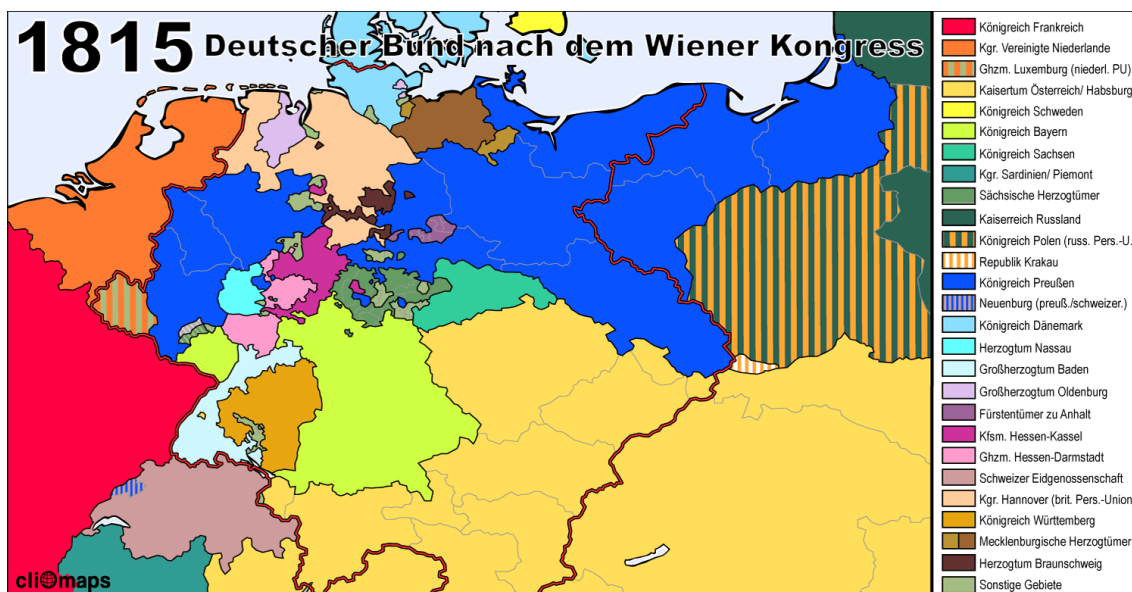 1815 Deutscher Bund nach dem Wiener Kongress
Königreich Frankreich
Kgr. Vereinigte Niederlande
Ghzm. Luxemburg (niederl. PU)
Kaisertum Österreich/ Habsburg
Königreich Schweden
Königreich Bayern
Königreich Sachsen
Kgr. Sardinien/ Piemont
Sächsische Herzogtümer
Kaiserreich Russland
Königreich Polen (russ. Pers.-U.
Republik Krakau
Königreich Preußen
Neuenburg (preuß./schweizer.)
Königreich Dänemark
Herzogtum Nassau
Großherzogtum Baden
Großherzogtum Oldenburg
Fürstentümer zu Anhalt
Kfsm. Hessen-Kassel
Ghzm. Hessen-Darmstadt
Schweizer Eidgenossenschaft
Kgr. Hannover (brit. Pers.-Union
Königreich Württemberg
Mecklenburgische Herzogtümer
Herzogtum Braunschweig
Sonstige Gebiete
cliomaps